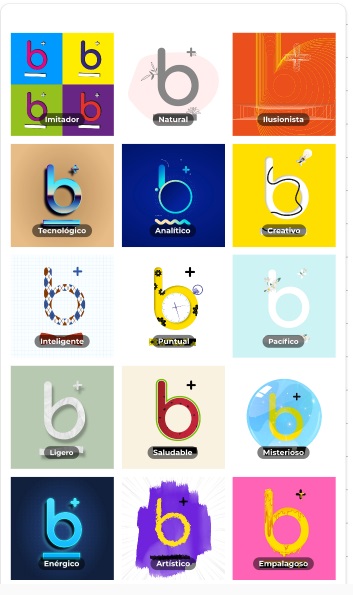 b+
Imitador
b+
Natural
b+
Ilusionista
b+
Tecnológico
b+
Analítico
b
Creativo
b+
Inteligente
b+
Puntual
b
Pacífico
b+
Ligero
b+
Saludable
b+
Misterioso
b+
Enérgico
b+
Artístico
b+
Empalagoso